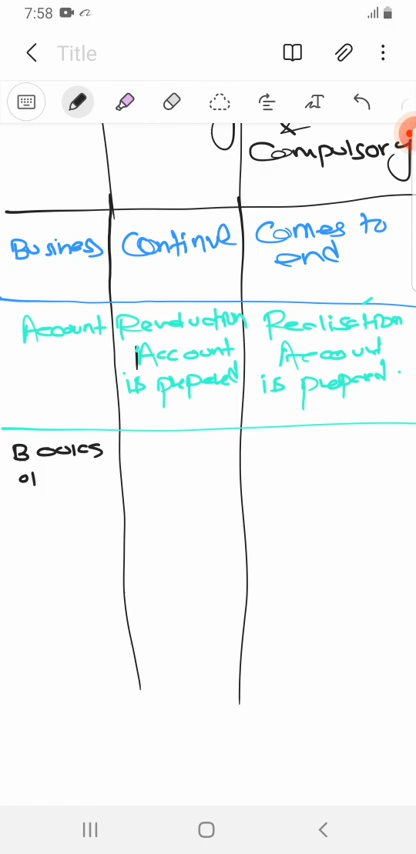 7:58
Title
y & Compulsory
Business Continue Comes to end
Account Revaluation Account is prepared Realisation Account is prepared.
Books
of